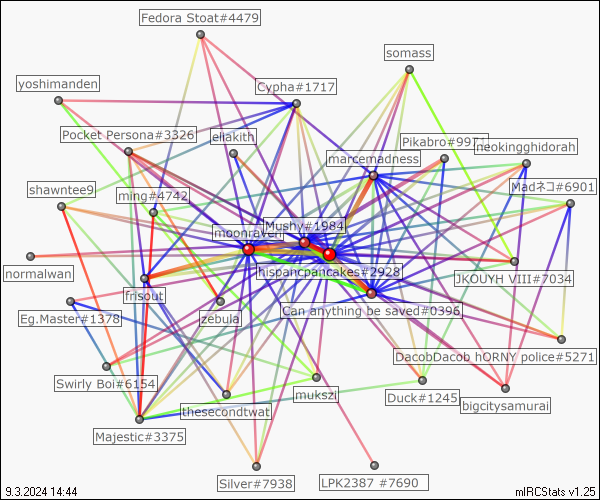 Fedora Stoat#4479
somass
yoshimanden
Cypha#1717
Pocket Persona#3326
eliakith
Pikabro#9971
neokingghidorah
marcemadness
shawntee9
ming#4742
Madネコ#6901
moonraven
Mushy#1984
normalwan
hispancpancakes#2928
JKOUYH VIII#7034
frisout
Can anything be saved#0396
Eg.Master#1378
zebula
DacobDacob hORNY police#5271
Swirly Boi#6154
mukszi
Duck#1245
bigcitysamurai
thesecondtwat
Majestic#3375
Silver#7938
LPK2387 #7690
9.3.2024 14:44
mIRCStats v1.25